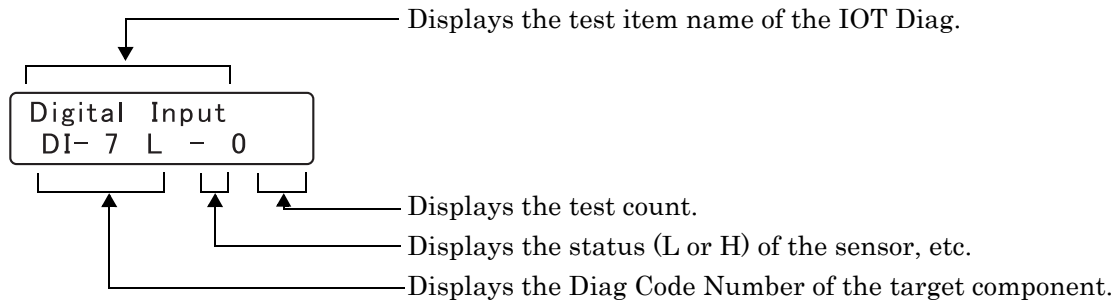 Displays the test item name of the IOT Diag.
Digital Input
DI- 7 L - 0
Displays the test count.
Displays the status (L or H) of the sensor, etc.
Displays the Diag Code Number of the target component.